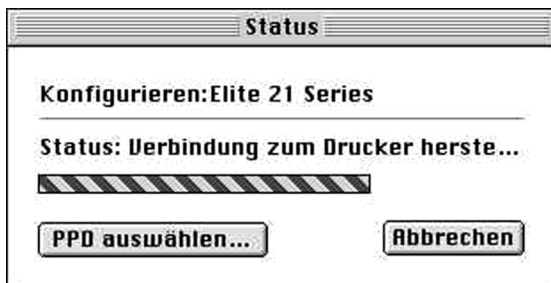 Status
Konfigurieren:Elite 21 Series
Status: Verbindung zum Drucker herste...
PPD auswählen...
Abbrechen